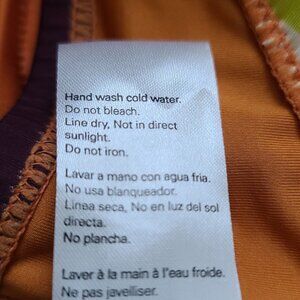 Hand wash cold water.
Do not bleach.
Line dry, Not in direct
sunlight.
Do not iron.
Lavar a mano con agua fria.
No usa blanqueador.
Linea seca, No en luz del sol
directa.
No plancha.
Laver à la main à l'eau froide.
Ne pas javelliser.